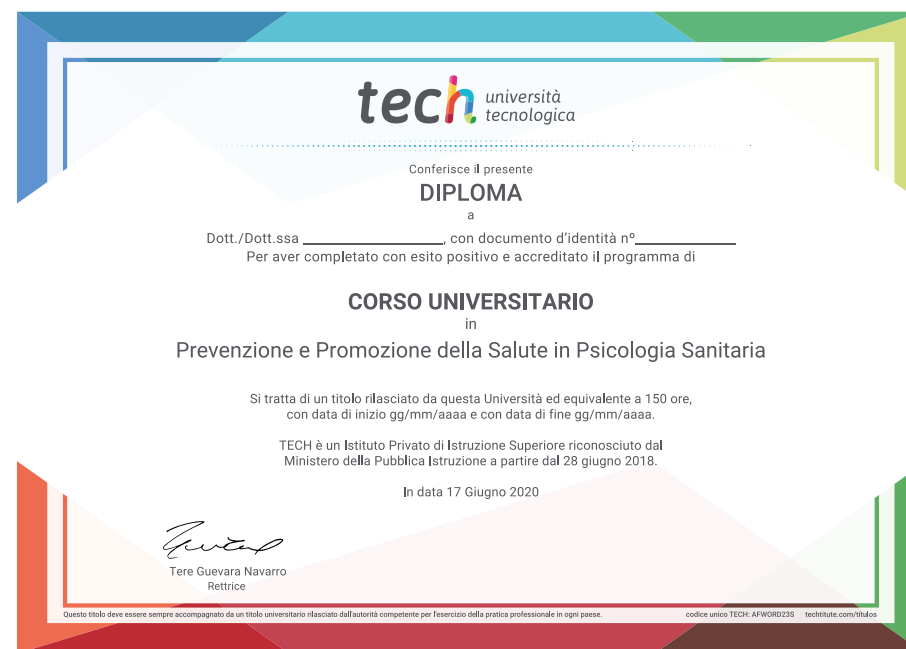 tech università
tecnologica
Conferisce il presente
DIPLOMA
a
Dott./Dott.ssa ____________________, con documento d'identità nº______________
Per aver completato con esito positivo e accreditato il programma di
CORSO UNIVERSITARIO
in
Prevenzione e Promozione della Salute in Psicologia Sanitaria
Si tratta di un titolo rilasciato da questa Università ed equivalente a 150 ore,
con data di inizio gg/mm/aaaa e con data di fine gg/mm/aaaa.
TECH è un Istituto Privato di Istruzione Superiore riconosciuto dal
Ministero della Pubblica Istruzione a partire dal 28 giugno 2018.
In data 17 Giugno 2020
Tere Guevara Navarro
Rettrice
Questo titolo deve essere sempre accompagnato da un titolo universitario rilasciato dall'autorità competente per l'esercizio della pratica professionale in ogni paese. codice unico TECH: AFWORD23S techtitute.com/titulos